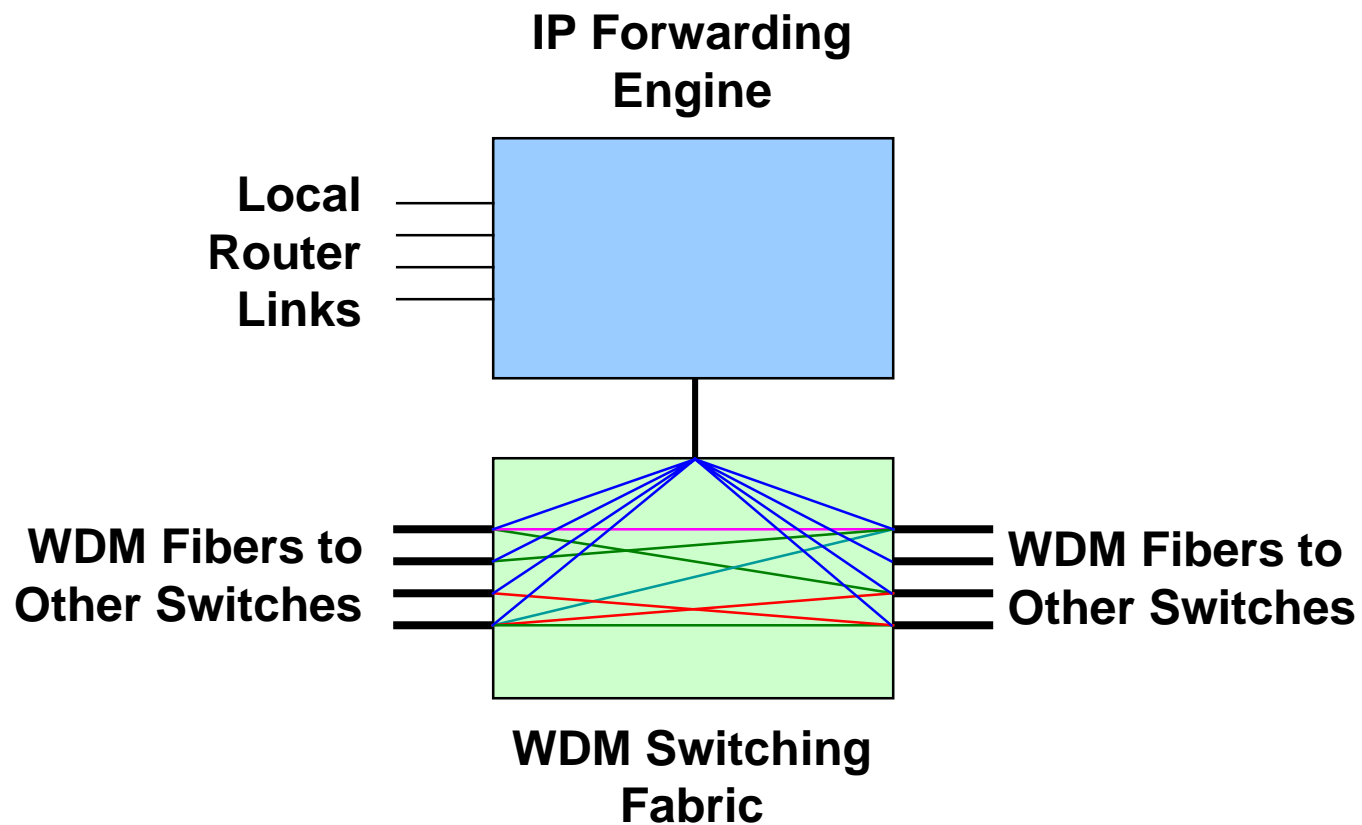 IP Forwarding
Engine
Local
Router
Links
WDM Fibers to
Other Switches
WDM Fibers to
Other Switches
WDM Switching
Fabric